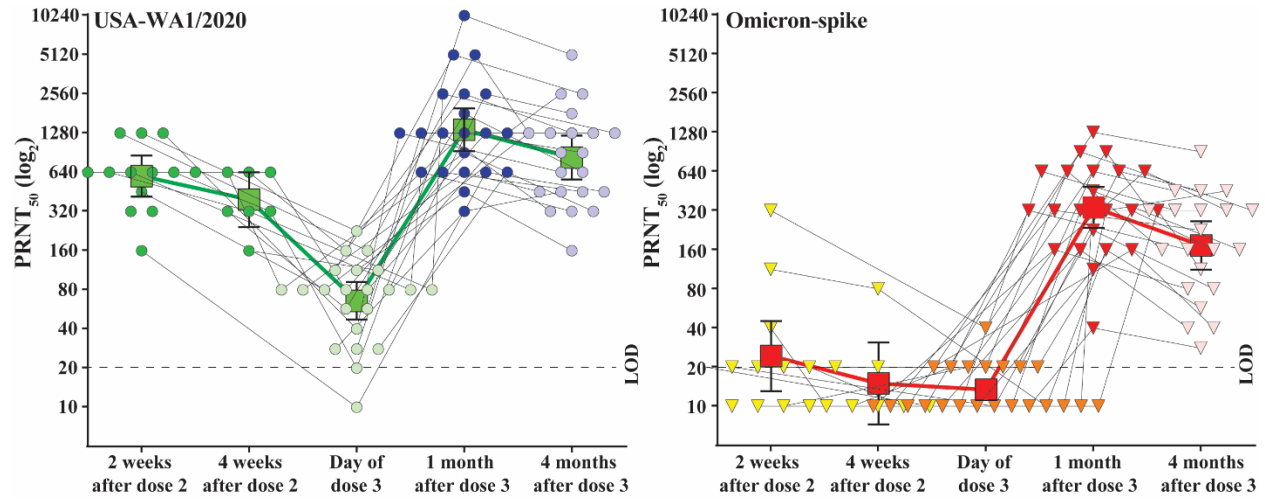 USA-WA1/2020
PRNT50 (log2)
10240
5120
2560
1280
640
320
160
80
40
20
10
LOD
2 weeks
after dose 2
4 weeks
after dose 2
Day of
dose 3
1 month
after dose 3
4 months
after dose 3
Omicron-spike
PRNT50 (log2)
10240
5120
2560
1280
640
320
160
80
40
20
10
LOD
2 weeks
after dose 2
4 weeks
after dose 2
Day of
dose 3
1 month
after dose 3
4 months
after dose 3